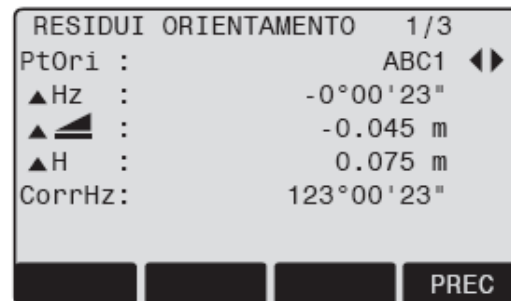 RESIDUI ORIENTAMENTO 1/3
PtOri : ABC1
▲Hz : -0°00'23"
▲ : -0.045 m
▲H : 0.075 m
CorrHz: 123°00'23"
PREC